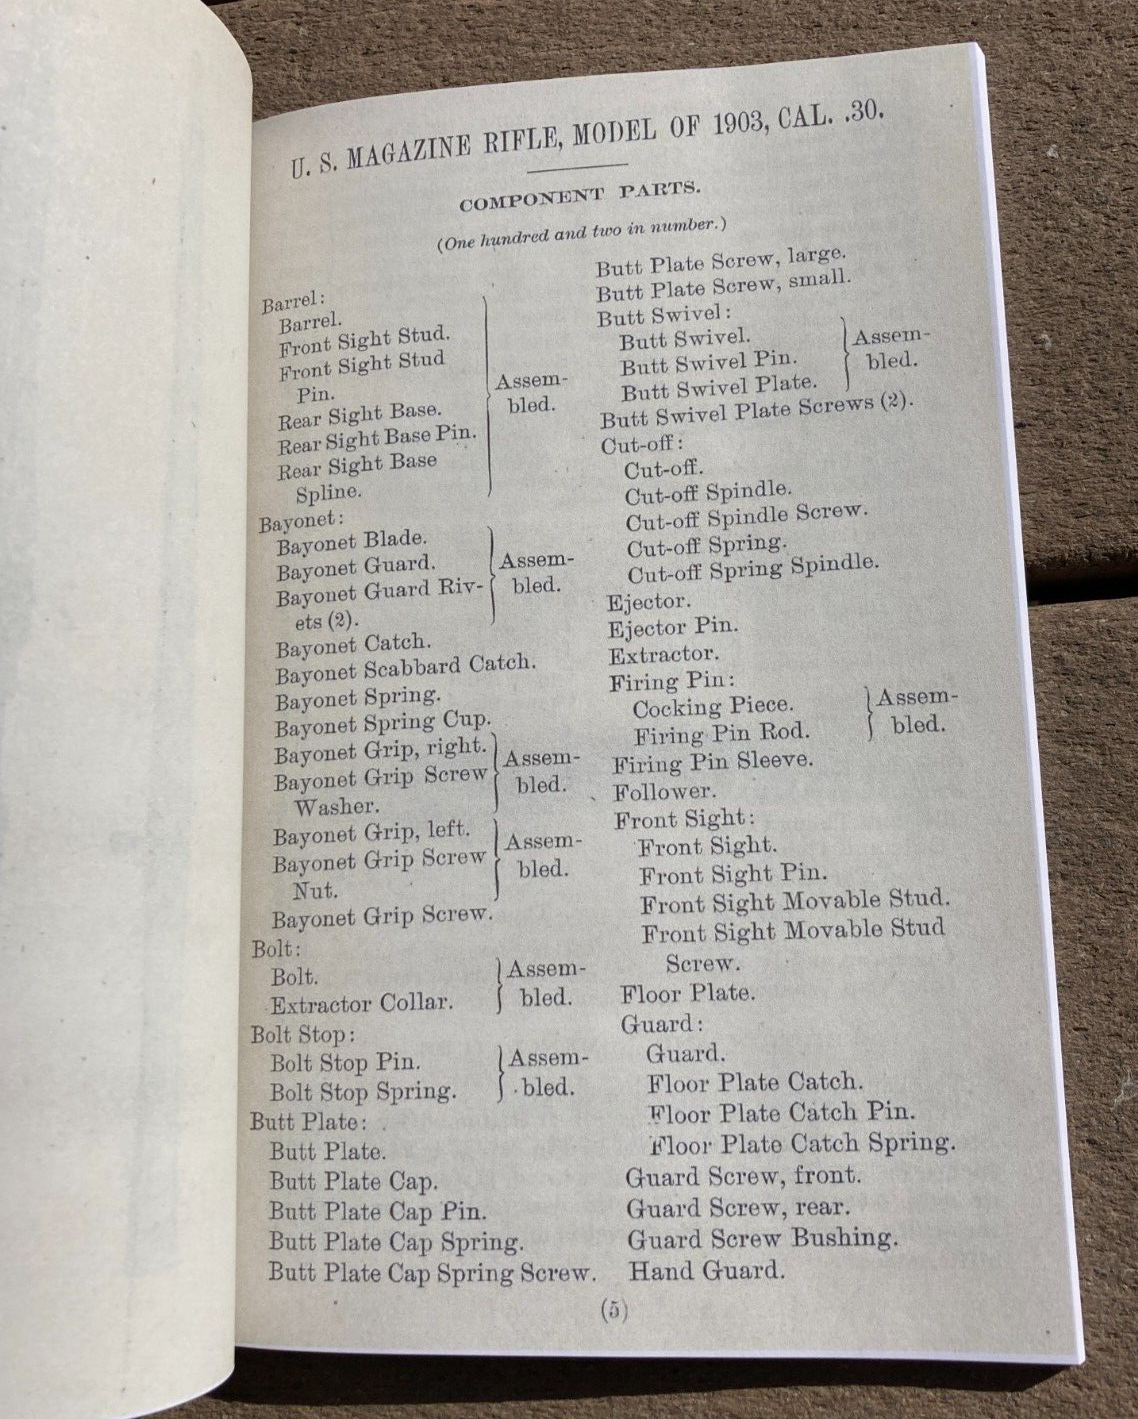 U. S. MAGAZINE RIFLE, MODEL OF 1903, CAL. .30.
COMPONENT PARTS.
(One hundred and two in number.)
Barrel:
Barrel.
Front Sight Stud.
Front Sight Stud
Pin.
Rear Sight Base.
Rear Sight Base Pin.
Rear Sight Base
Spline.
Assem-
bled.
Bayonet:
Bayonet Blade.
Bayonet Guard.
Bayonet Guard Riv-
ets (2).
Assem-
bled.
Bayonet Catch.
Bayonet Scabbard Catch.
Bayonet Spring.
Bayonet Spring Cup.
Bayonet Grip, right.
Bayonet Grip Screw
Washer.
Assem-
bled.
Bayonet Grip, left.
Bayonet Grip Screw
Nut.
Assem-
bled.
Bayonet Grip Screw.
Bolt:
Bolt.
Extractor Collar.
Assem-
bled.
Bolt Stop:
Bolt Stop Pin.
Bolt Stop Spring.
Assem-
bled.
Butt Plate:
Butt Plate.
Butt Plate Cap.
Butt Plate Cap Pin.
Butt Plate Cap Spring.
Butt Plate Cap Spring Screw.
Butt Plate Screw, large.
Butt Plate Screw, small.
Butt Swivel:
Butt Swivel.
Butt Swivel Pin.
Butt Swivel Plate.
Assem-
bled.
Butt Swivel Plate Screws (2).
Cut-off:
Cut-off.
Cut-off Spindle.
Cut-off Spindle Screw.
Cut-off Spring.
Cut-off Spring Spindle.
Ejector.
Ejector Pin.
Extractor.
Firing Pin:
Cocking Piece.
Firing Pin Rod.
Assem-
bled.
Firing Pin Sleeve.
Follower.
Front Sight:
Front Sight.
Front Sight Pin.
Front Sight Movable Stud.
Front Sight Movable Stud
Screw.
Floor Plate.
Guard:
Guard.
Floor Plate Catch.
Floor Plate Catch Pin.
Floor Plate Catch Spring.
Guard Screw, front.
Guard Screw, rear.
Guard Screw Bushing.
Hand Guard.
(5)